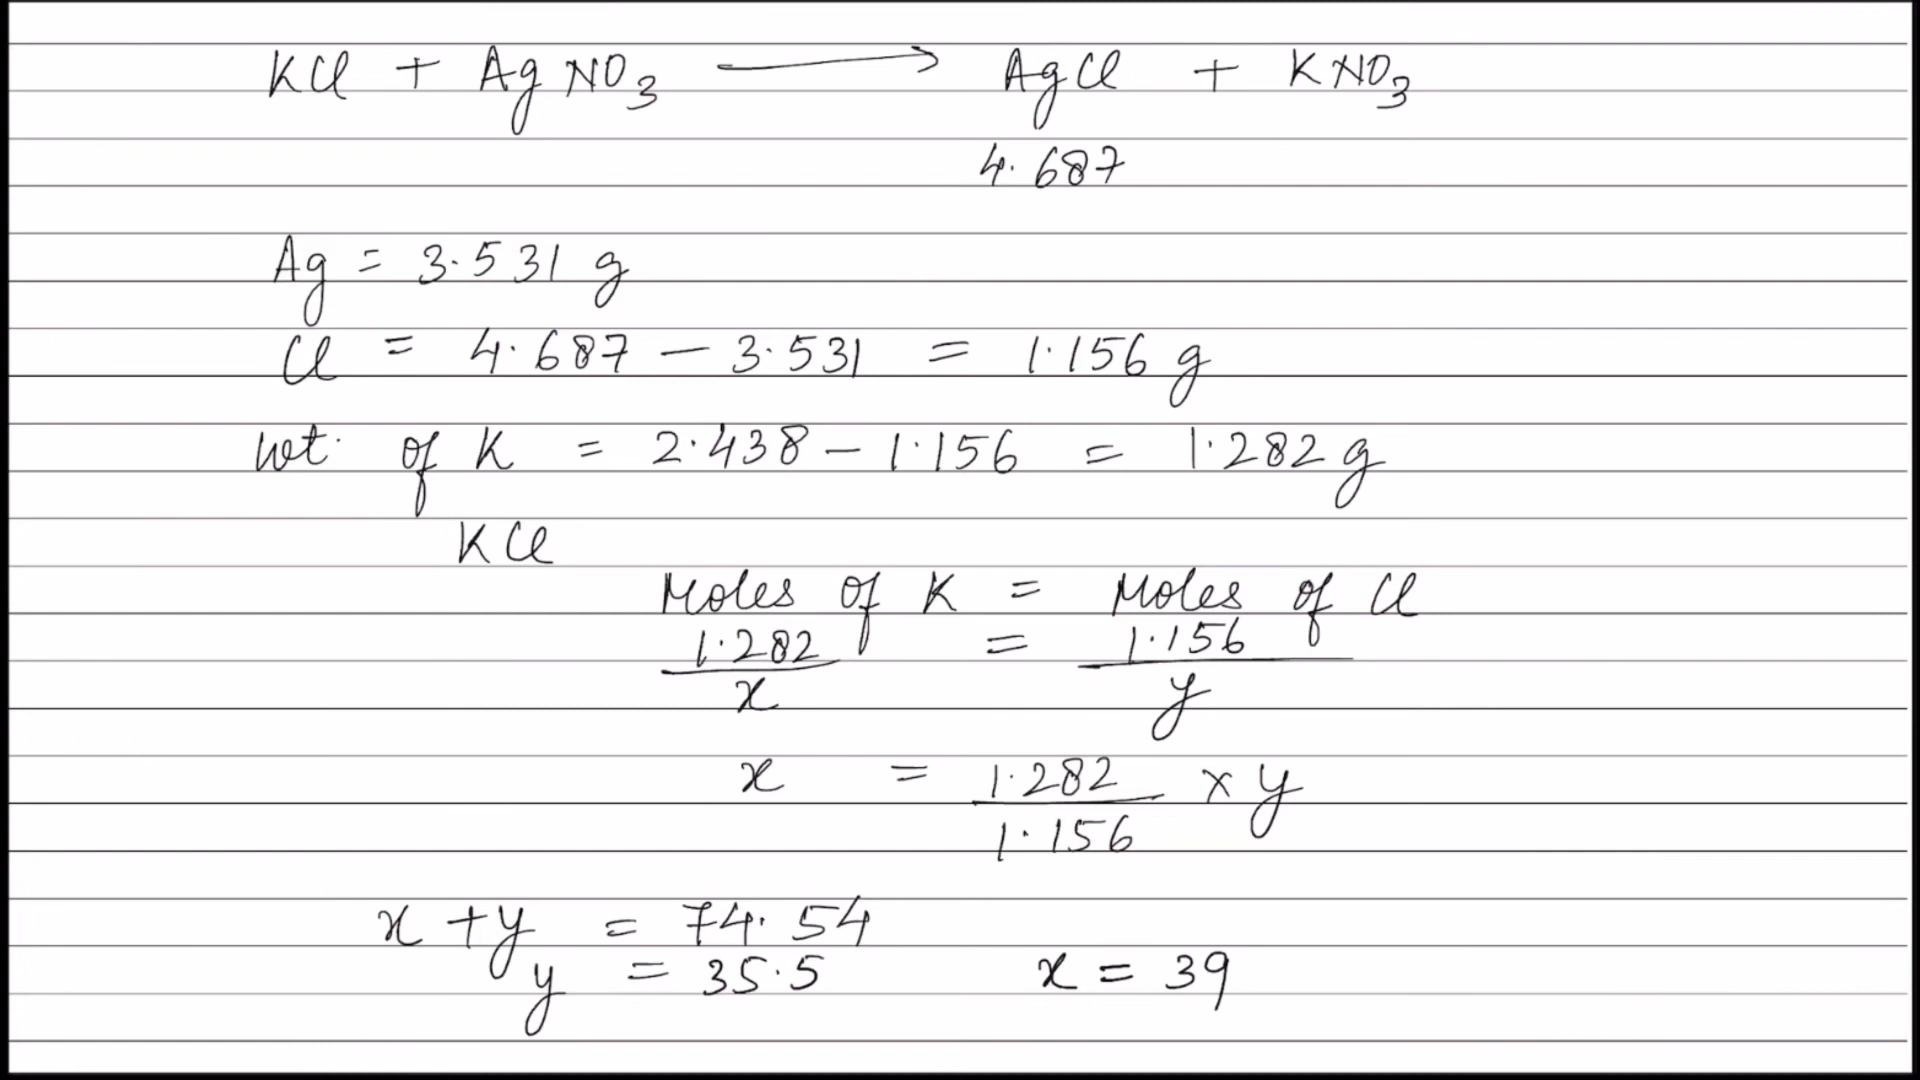 KCl + AgNO₃ ⟶ AgCl + KNO₃
4.687
Ag = 3.531 g
Cl = 4.687 − 3.531 = 1.156 g
wt. of K = 2.438 − 1.156 = 1.282 g
KCl
Moles of K = Moles of Cl
1.282/x = 1.156/y
x = 1.282/1.156 × y
x + y = 74.54
y = 35.5 x = 39